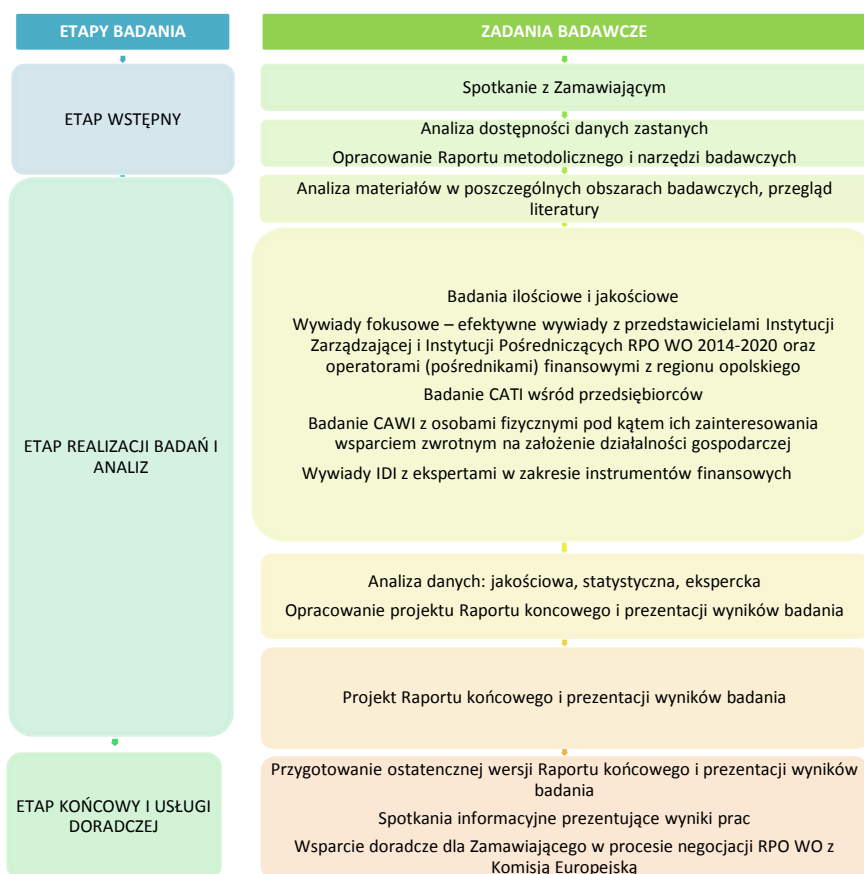 ETAPY BADANIA
ZADANIA BADAWCZE
ETAP WSTĘPNY
Spotkanie z Zamawiającym
Analiza dostępności danych zastanych
Opracowanie Raportu metodolicznego i narzędzi badawczych
ETAP REALIZACJI BADAŃ I
ANALIZ
Analiza materiałów w poszczególnych obszarach badawczych, przegląd
literatury
Badania ilościowe i jakościowe
Wywiady fokusowe – efektywne wywiady z przedstawicielami Instytucji
Zarządzającej i Instytucji Pośredniczących RPO WO 2014-2020 oraz
operatorami (pośrednikami) finansowymi z regionu opolskiego
Badanie CATI wśród przedsiębiorców
Badanie CAWI z osobami fizycznymi pod kątem ich zainteresowania
wsparciem zwrotnym na założenie działalności gospodarczej
Wywiady IDI z ekspertami w zakresie instrumentów finansowych
Analiza danych: jakościowa, statystyczna, ekspercka
Opracowanie projektu Raportu koncowego i prezentacji wyników badania
Projekt Raportu końcowego i prezentacji wyników badania
ETAP KOŃCOWY I USŁUGI
DORADCZEJ
Przygotowanie ostatencznej wersji Raportu końcowego i prezentacji wyników
badania
Spotkania informacyjne prezentujące wyniki prac
Wsparcie doradcze dla Zamawiającego w procesie negocjacji RPO WO z
Komisją Europejską